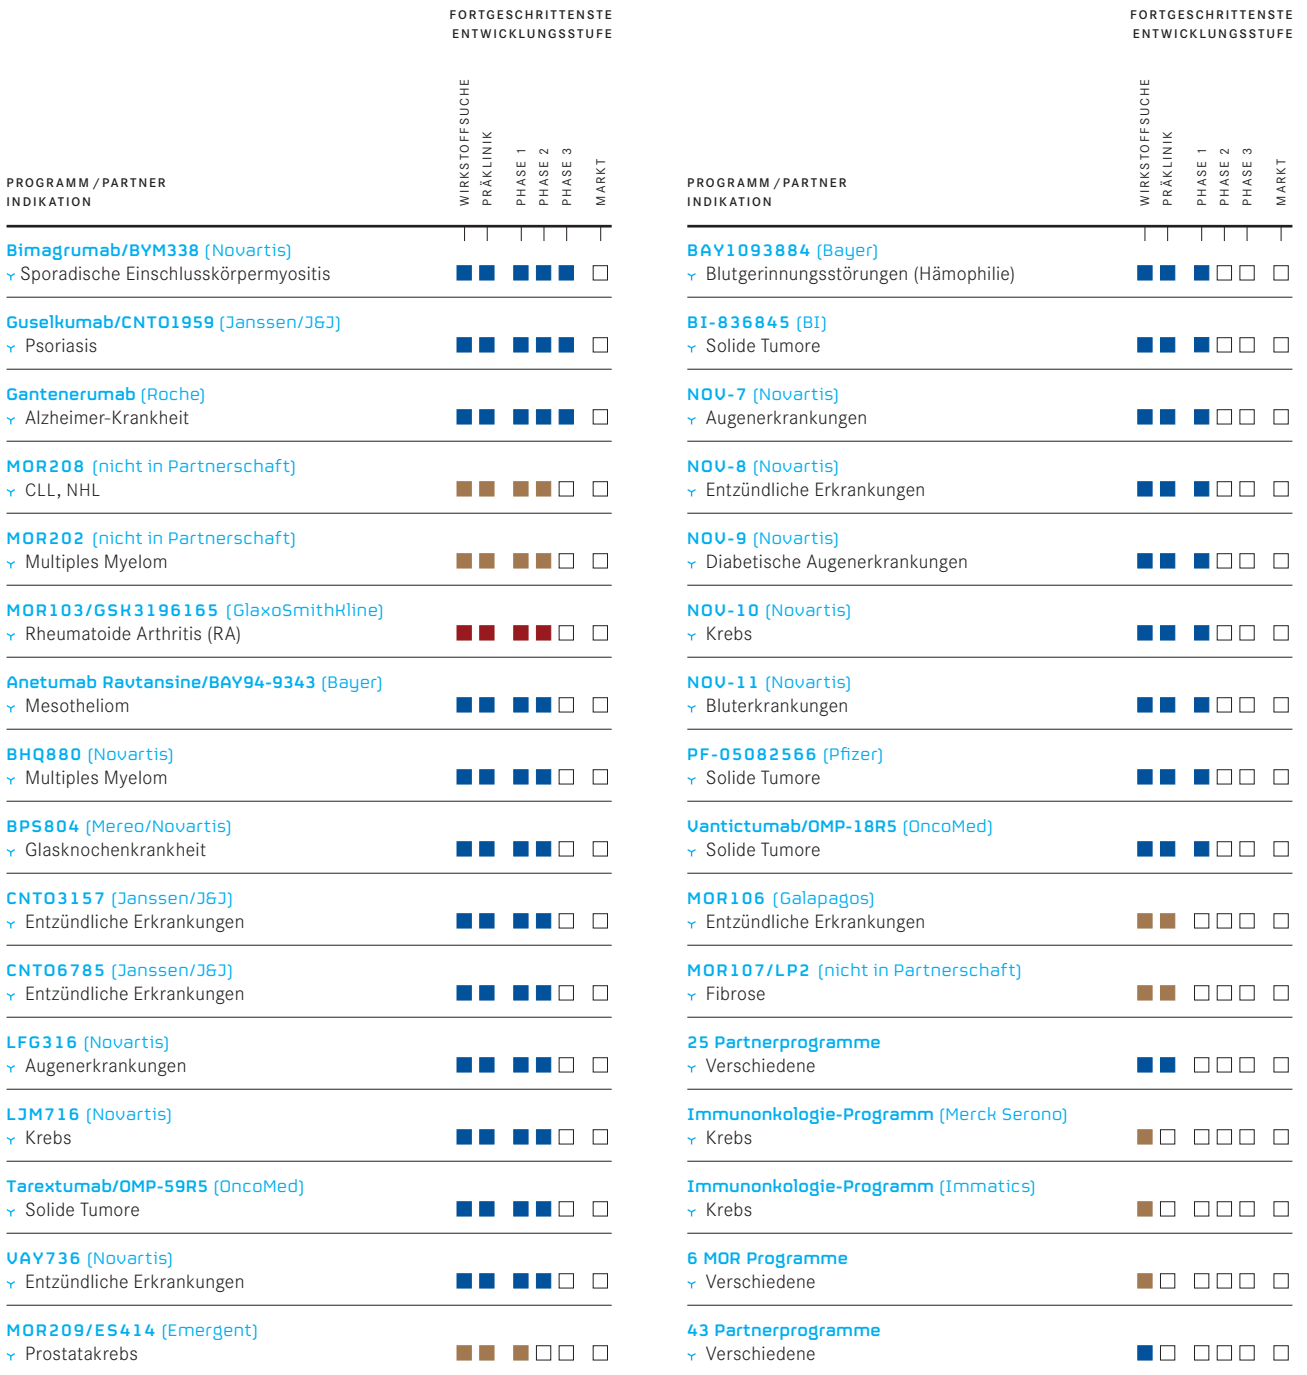 FORTGESCHRITTENSTE
ENTWICKLUNGSSTUFE
WIRKSTOFFSUCHE
PRÄKLINIK
PHASE 1
PHASE 2
PHASE 3
MARKT
PROGRAMM / PARTNER
INDIKATION
Bimagrumab/BYM338 (Novartis)
Sporadische Einschlusskörpermyositis
Guselkumab/CNTO1959 (Janssen/J&J)
Psoriasis
Gantenerumab (Roche)
Alzheimer-Krankheit
MOR208 (nicht in Partnerschaft)
CLL, NHL
MOR202 (nicht in Partnerschaft)
Multiples Myelom
MOR103/GSK3196165 (GlaxoSmithKline)
Rheumatoide Arthritis (RA)
Anetumab Ravtansine/BAY94-9343 (Bayer)
Mesotheliom
BHQ880 (Novartis)
Multiples Myelom
BPS804 (Mereo/Novartis)
Glasknochenkrankheit
CNTO3157 (Janssen/J&J)
Entzündliche Erkrankungen
CNTO6785 (Janssen/J&J)
Entzündliche Erkrankungen
LFG316 (Novartis)
Augenerkrankungen
LJM716 (Novartis)
Krebs
Tarextumab/OMP-59R5 (OncoMed)
Solide Tumore
VAY736 (Novartis)
Entzündliche Erkrankungen
MOR209/ES414 (Emergent)
Prostatakrebs
FORTGESCHRITTENSTE
ENTWICKLUNGSSTUFE
WIRKSTOFFSUCHE
PRÄKLINIK
PHASE 1
PHASE 2
PHASE 3
MARKT
PROGRAMM / PARTNER
INDIKATION
BAY1093884 (Bayer)
Blutgerinnungsstörungen (Hämophilie)
BI-836845 (BI)
Solide Tumore
NOV-7 (Novartis)
Augenerkrankungen
NOV-8 (Novartis)
Entzündliche Erkrankungen
NOV-9 (Novartis)
Diabetische Augenerkrankungen
NOV-10 (Novartis)
Krebs
NOV-11 (Novartis)
Bluterkrankungen
PF-05082566 (Pfizer)
Solide Tumore
Vantictumab/OMP-18R5 (OncoMed)
Solide Tumore
MOR106 (Galapagos)
Entzündliche Erkrankungen
MOR107/LP2 (nicht in Partnerschaft)
Fibrose
25 Partnerprogramme
Verschiedene
Immunonkologie-Programm (Merck Serono)
Krebs
Immunonkologie-Programm (Immatics)
Krebs
6 MOR Programme
Verschiedene
43 Partnerprogramme
Verschiedene